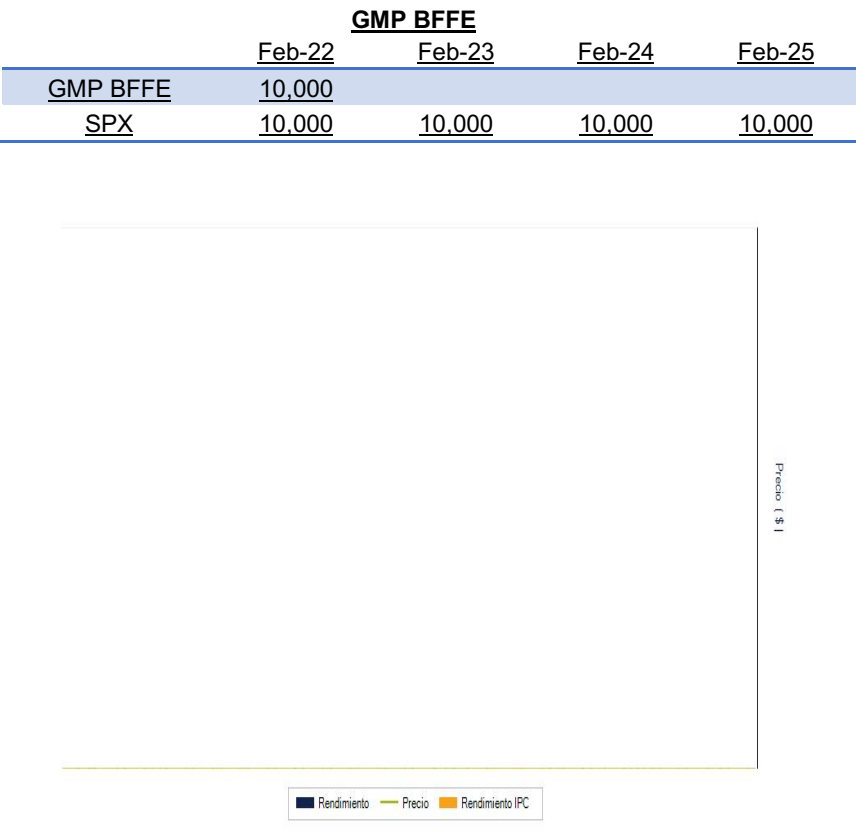 GMP BFFE
Feb-22 Feb-23 Feb-24 Feb-25
GMP BFFE 10,000
SPX 10,000 10,000 10,000 10,000
Precio ( $ )
Rendimiento Precio Rendimiento IPC